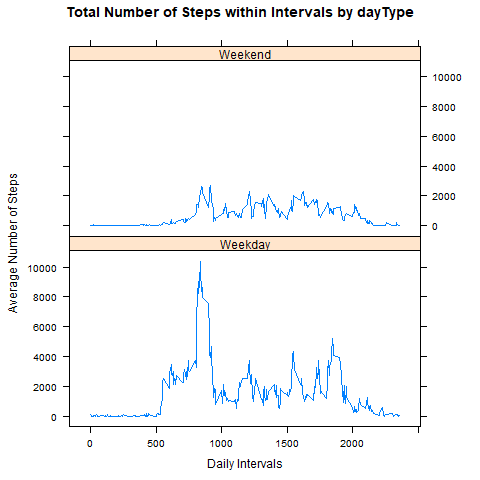 Total Number of Steps within Intervals by dayType
Weekend
10000
8000
6000
4000
2000
0
Average Number of Steps
Weekday
10000
8000
6000
4000
2000
0
0 500 1000 1500 2000
Daily Intervals